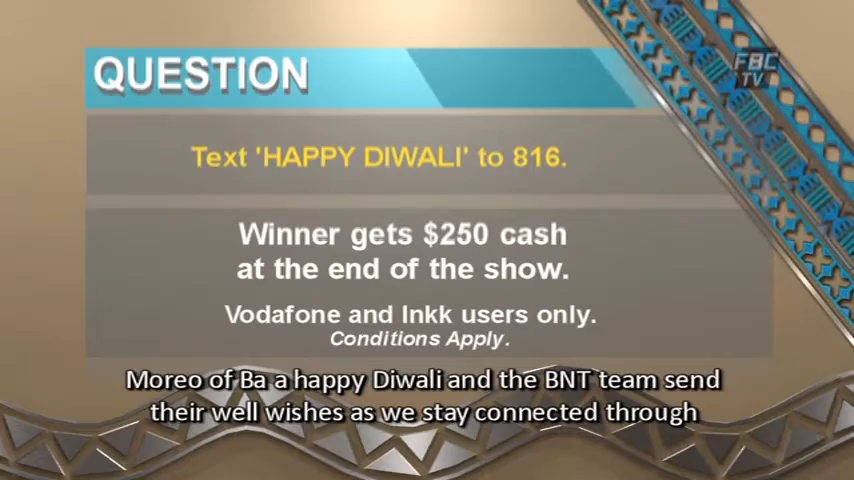 QUESTION
FBC
TV
Text 'HAPPY DIWALI' to 816.
Winner gets $250 cash
at the end of the show.
Vodafone and Inkk users only.
Conditions Apply.
Moreo of Ba a happy Diwali and the BNT team send
their well wishes as we stay connected through